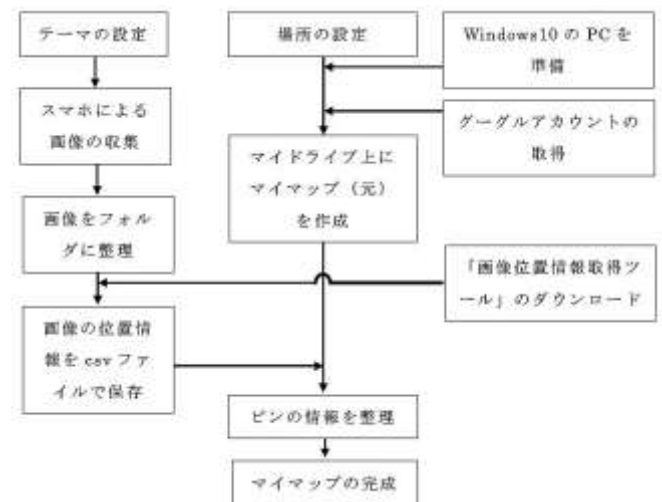 テーマの設定
スマホによる
画像の収集
画像をフォル
ダに整理
画像の位置情
報を csv ファ
イルで保存
場所の設定
マイドライブ上に
マイマップ（元）
を作成
ピンの情報を整理
マイマップの完成
Windows10 の PC を
準備
グーグルアカウントの
取得
「画像位置情報取得ツ
ール」のダウンロード